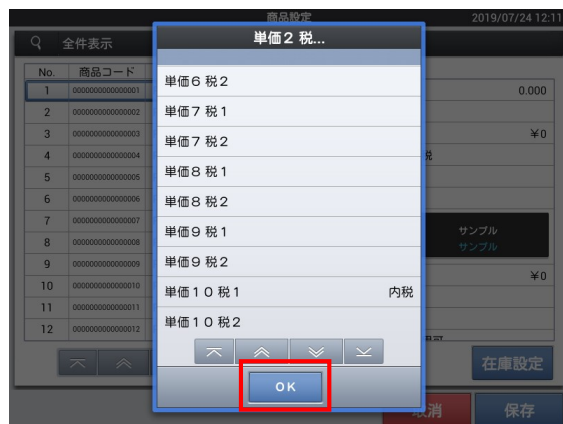 商品設定
2019/07/24 12:11
全件表示
単価2 税...
No.
商品コード
1
0000000000000001
0.000
2
0000000000000002
3
0000000000000003
¥0
4
0000000000000004
税
5
0000000000000005
6
0000000000000006
7
0000000000000007
8
0000000000000008
9
0000000000000009
10
0000000000000010
11
0000000000000011
12
0000000000000012
単価6 税2
単価7 税1
単価7 税2
単価8 税1
単価8 税2
単価9 税1
単価9 税2
単価10 税1
内税
単価10 税2
サンプル
サンプル
¥0
在庫設定
OK
取消
保存